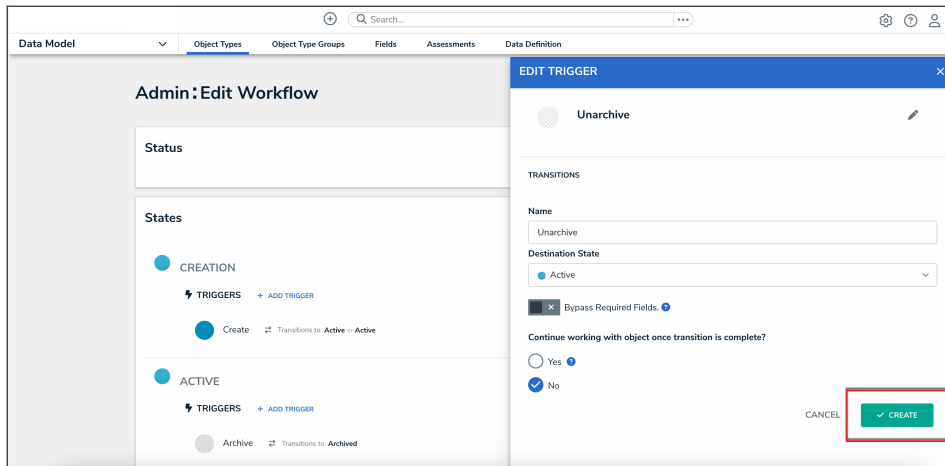 Search...
Data Model
Object Types
Object Type Groups
Fields
Assessments
Data Definition
Admin:Edit Workflow
Status
States
CREATION
TRIGGERS
+ ADD TRIGGER
Create
Transitions to Active or Active
ACTIVE
TRIGGERS
+ ADD TRIGGER
Archive
Transitions to Archived
EDIT TRIGGER
Unarchive
TRANSITIONS
Name
Unarchive
Destination State
Active
Bypass Required Fields. ?
Continue working with object once transition is complete?
Yes ?
No
CANCEL
CREATE